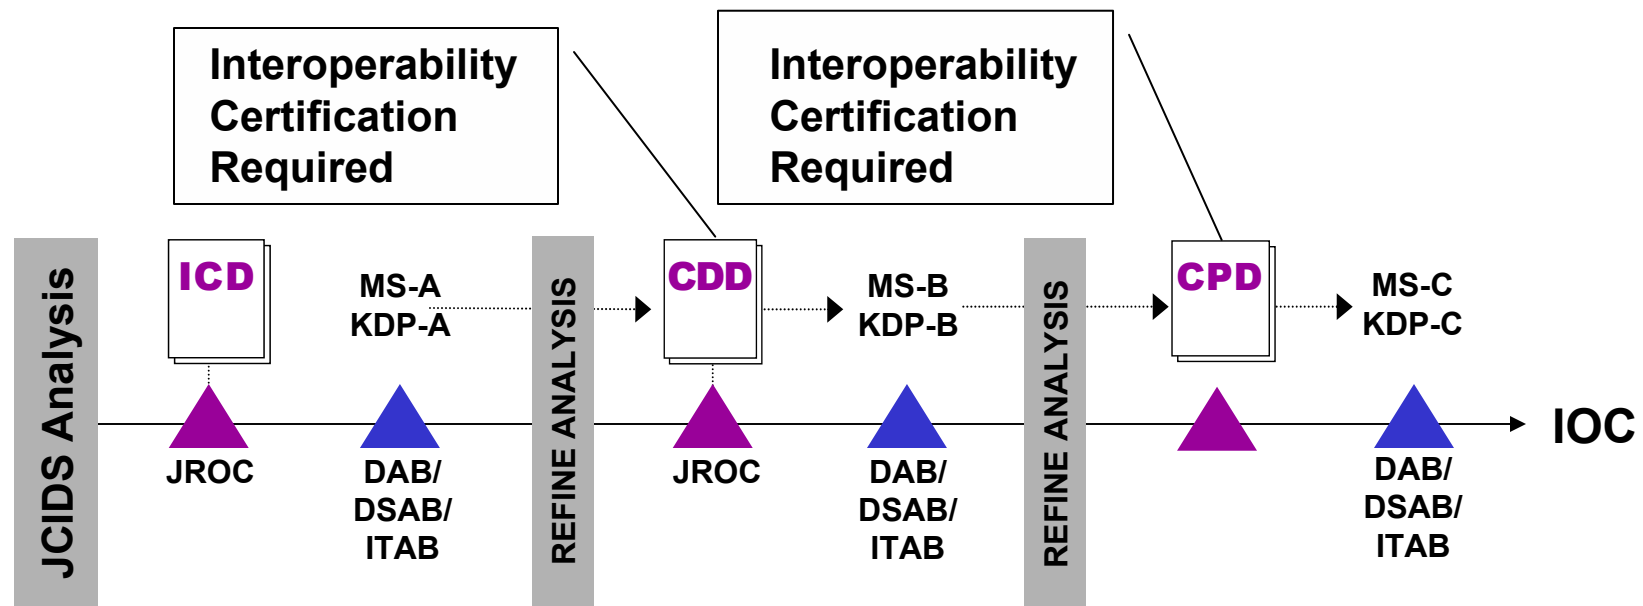 Interoperability
Certification
Required
Interoperability
Certification
Required
JCIDS Analysis
ICD
MS-A
KDP-A
REFINE ANALYSIS
CDD
MS-B
KDP-B
REFINE ANALYSIS
CPD
MS-C
KDP-C
IOC
JROC
DAB/
DSAB/
ITAB
JROC
DAB/
DSAB/
ITAB
DAB/
DSAB/
ITAB